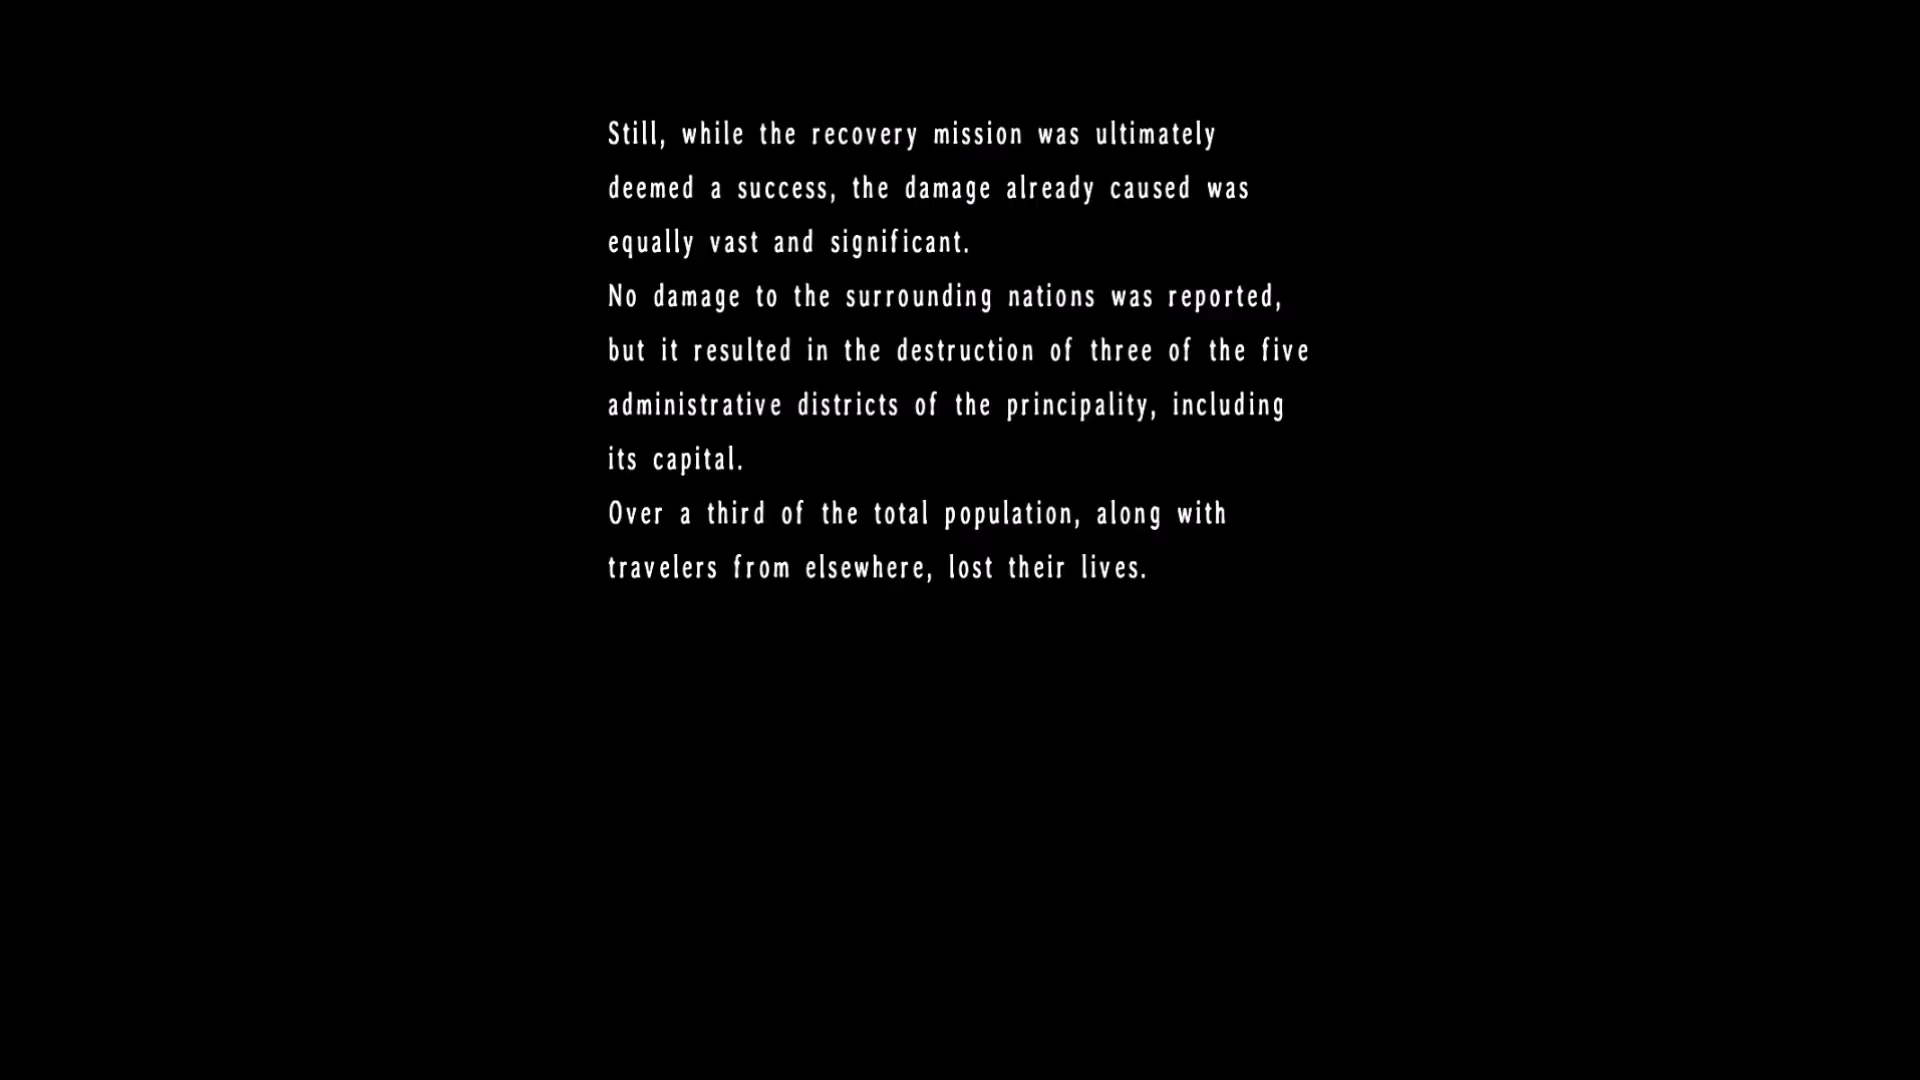 Still, while the recovery mission was ultimately
deemed a success, the damage already caused was
equally vast and significant.
No damage to the surrounding nations was reported,
but it resulted in the destruction of three of the five
administrative districts of the principality, including
its capital.
Over a third of the total population, along with
travelers from elsewhere, lost their lives.